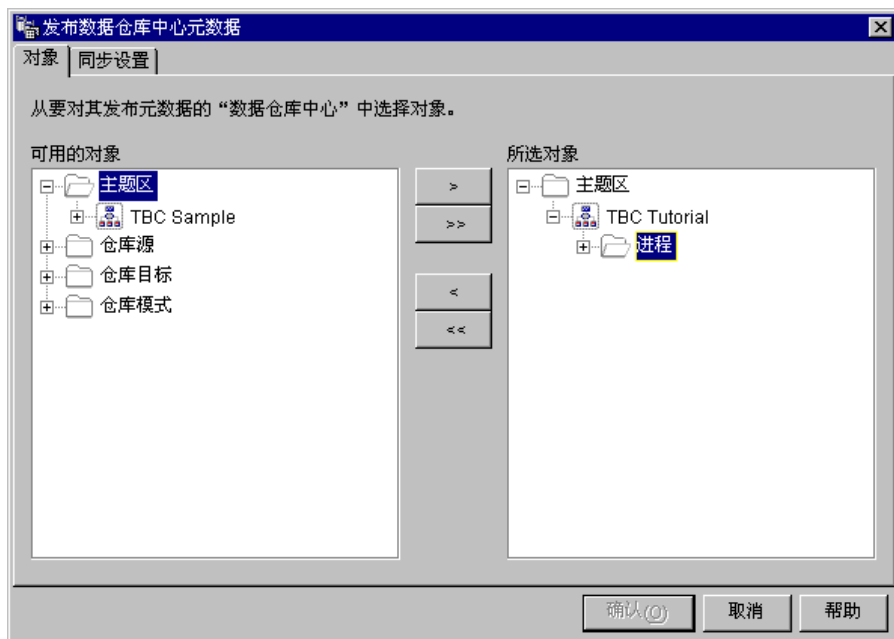 发布数据仓库中心元数据
对象 同步设置
从要对其发布元数据的“数据仓库中心”中选择对象。
可用的对象
主题区
TBC Sample
仓库源
仓库目标
仓库模式
>
>>
<
<<
所选对象
主题区
TBC Tutorial
进程
确认(O) 取消 帮助